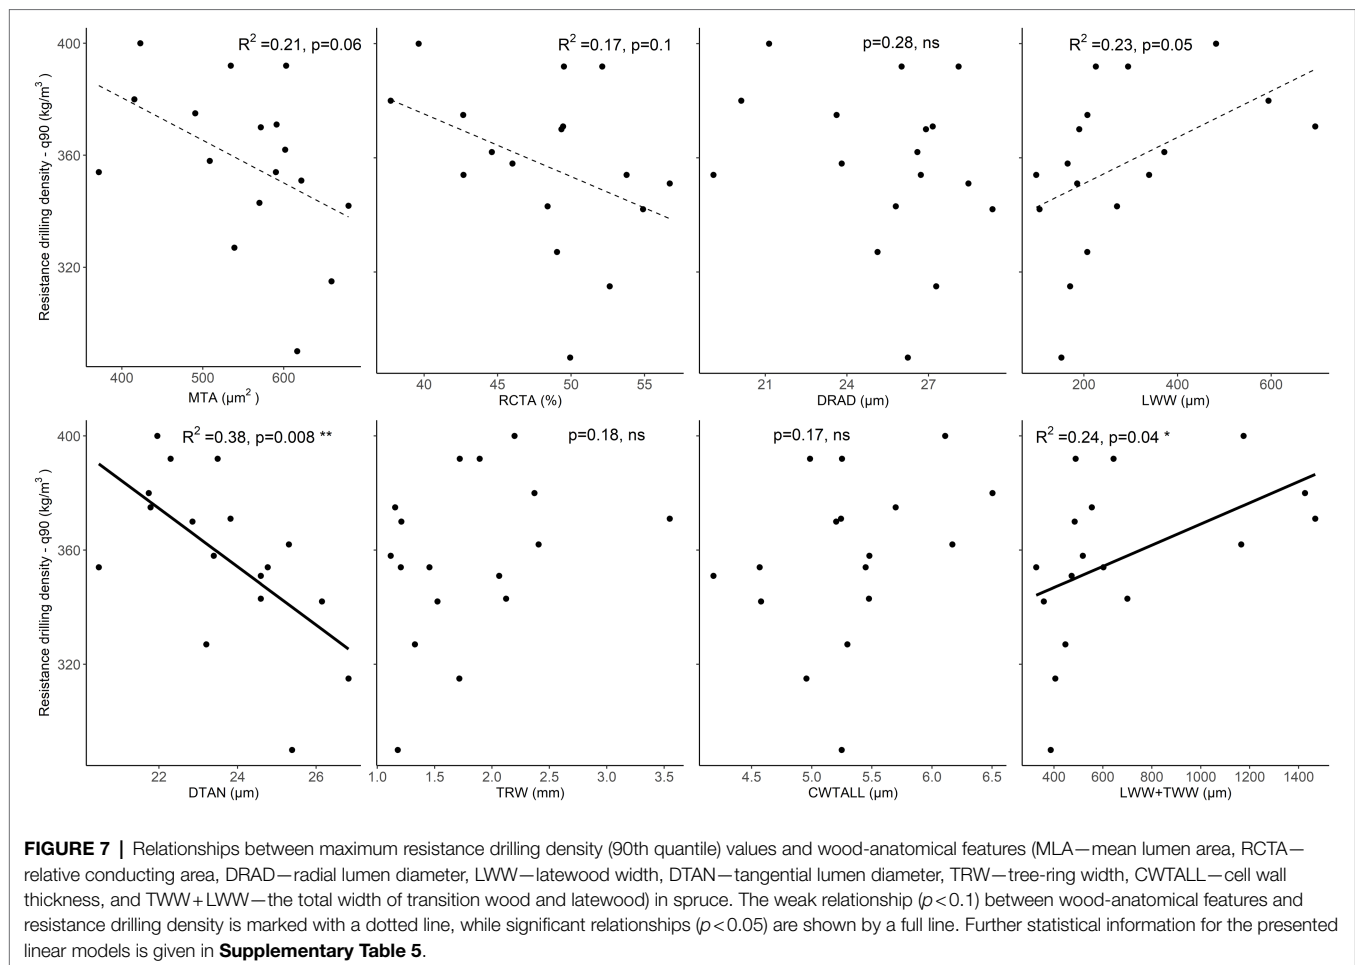 R² =0.21, p=0.06
R² =0.17, p=0.1
p=0.28, ns
R² =0.23, p=0.05
Resistance drilling density - q90 (kg/m³ )
400
360
320
400 500 600
MTA (µm² )
40 45 50 55
RCTA (%)
21 24 27
DRAD (µm)
200 400 600
LWW (µm)
R² =0.38, p=0.008 **
p=0.18, ns
p=0.17, ns
R² =0.24, p=0.04 *
Resistance drilling density - q90 (kg/m³ )
400
360
320
22 24 26
DTAN (µm)
1.0 1.5 2.0 2.5 3.0 3.5
TRW (mm)
4.5 5.0 5.5 6.0 6.5
CWTALL (µm)
400 600 800 1000 1200 1400
LWW+TWW (µm)
FIGURE 7 | Relationships between maximum resistance drilling density (90th quantile) values and wood-anatomical features (MLA—mean lumen area, RCTA—
relative conducting area, DRAD—radial lumen diameter, LWW—latewood width, DTAN—tangential lumen diameter, TRW—tree-ring width, CWTALL—cell wall
thickness, and TWW+LWW—the total width of transition wood and latewood) in spruce. The weak relationship (p<0.1) between wood-anatomical features and
resistance drilling density is marked with a dotted line, while significant relationships (p<0.05) are shown by a full line. Further statistical information for the presented
linear models is given in Supplementary Table 5.